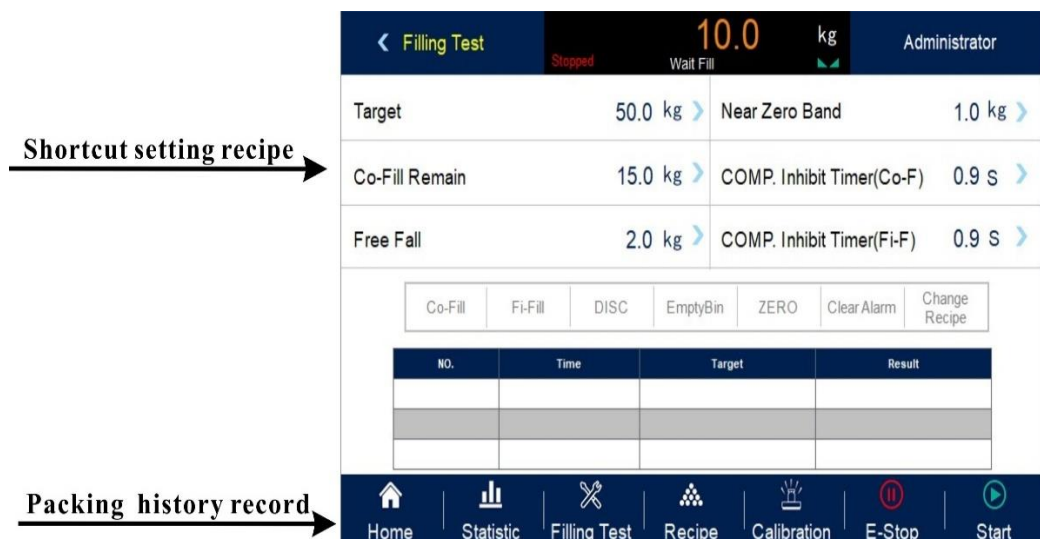 Filling Test
10.0 kg
Administrator
Stopped
Wait Fill
Target 50.0 kg
Near Zero Band 1.0 kg
Shortcut setting recipe
Co-Fill Remain 15.0 kg
COMP. Inhibit Timer(Co-F) 0.9 S
Free Fall 2.0 kg
COMP. Inhibit Timer(Fi-F) 0.9 S
Co-Fill Fi-Fill DISC EmptyBin ZERO Clear Alarm Change
Recipe
NO. Time Target Result
Packing history record
Home Statistic Filling Test Recipe Calibration E-Stop Start